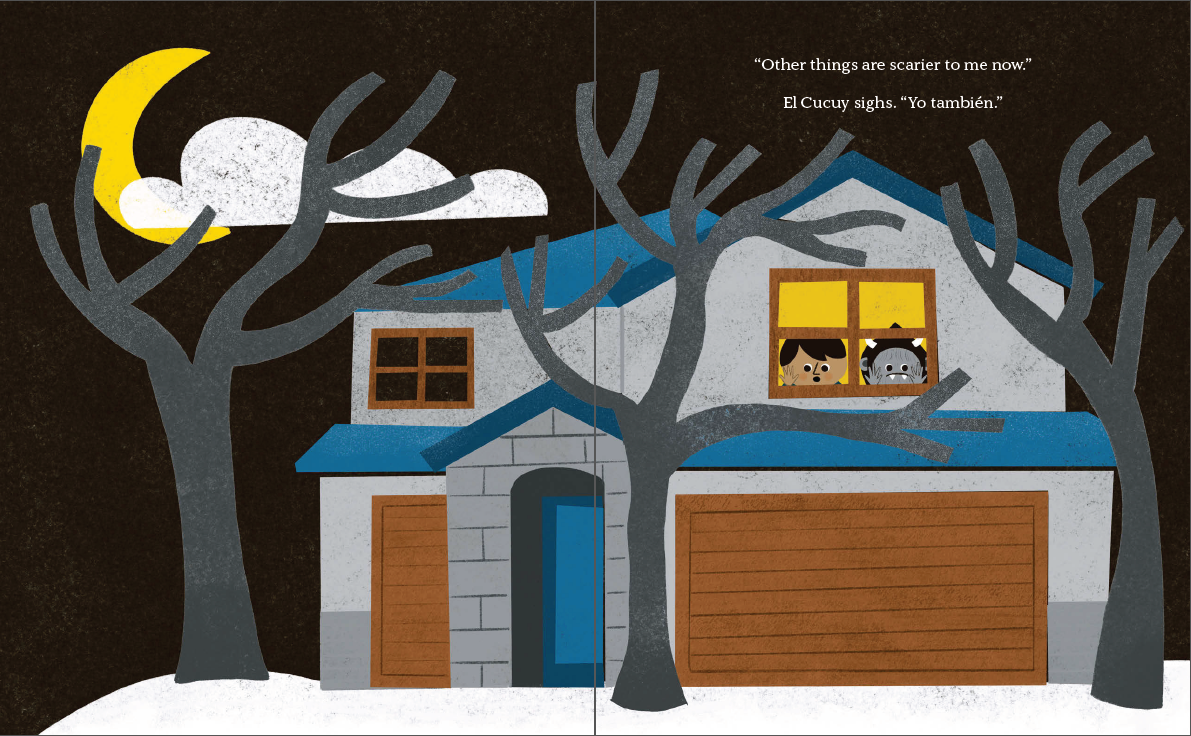 “Other things are scarier to me now.”
El Cucuy sighs. “Yo también.”